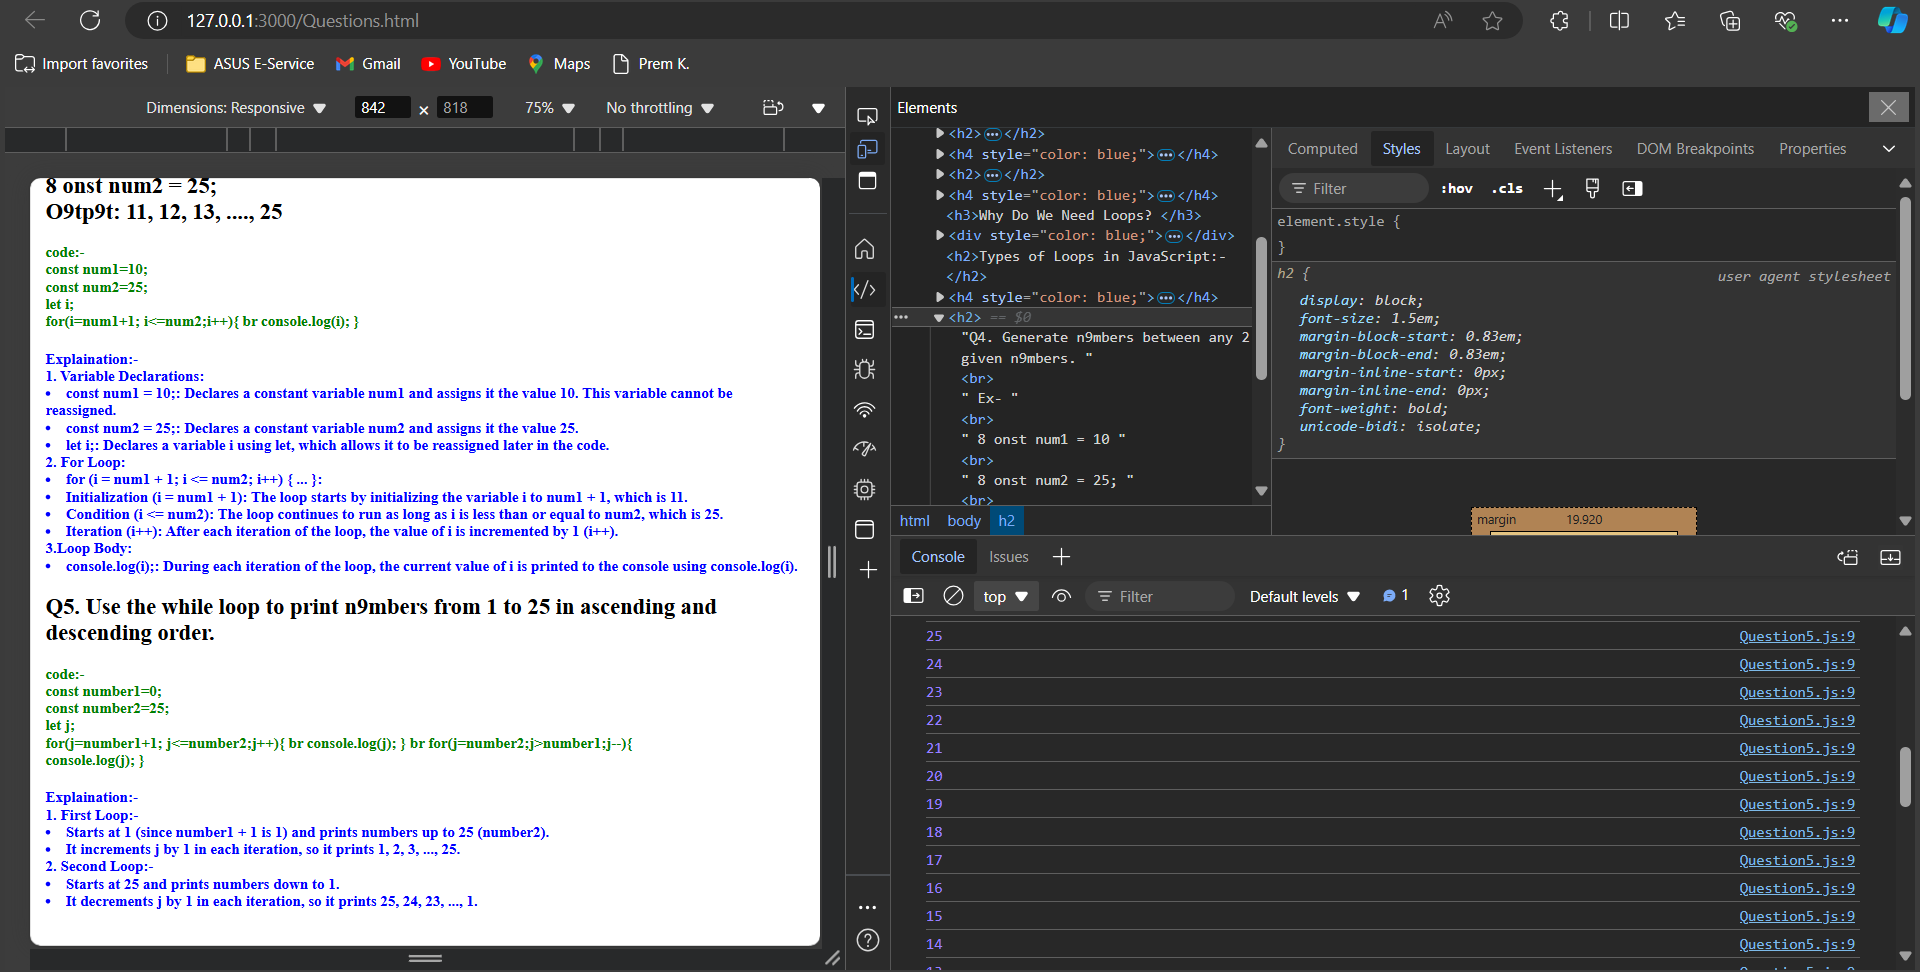 127.0.0.1:3000/Questions.html
Import favorites
ASUS E-Service
Gmail
YouTube
Maps
Prem K.
Dimensions: Responsive
842 × 818
75%
No throttling
8 onst num2 = 25;
O9tp9t: 11, 12, 13, ...., 25
code:-
const num1=10;
const num2=25;
let i;
for(i=num1+1; i<=num2;i++){ br console.log(i); }
Explaination:-
1. Variable Declarations:
• const num1 = 10;: Declares a constant variable num1 and assigns it the value 10. This variable cannot be
reassigned.
• const num2 = 25;: Declares a constant variable num2 and assigns it the value 25.
• let i;: Declares a variable i using let, which allows it to be reassigned later in the code.
2. For Loop:
• for (i = num1 + 1; i <= num2; i++) { ... }:
• Initialization (i = num1 + 1): The loop starts by initializing the variable i to num1 + 1, which is 11.
• Condition (i <= num2): The loop continues to run as long as i is less than or equal to num2, which is 25.
• Iteration (i++): After each iteration of the loop, the value of i is incremented by 1 (i++).
3.Loop Body:
• console.log(i);: During each iteration of the loop, the current value of i is printed to the console using console.log(i).
Q5. Use the while loop to print n9mbers from 1 to 25 in ascending and
descending order.
code:-
const number1=0;
const number2=25;
let j;
for(j=number1+1; j<=number2;j++){ br console.log(j); } br for(j=number2;j>number1;j--){
console.log(j); }
Explaination:-
1. First Loop:-
• Starts at 1 (since number1 + 1 is 1) and prints numbers up to 25 (number2).
• It increments j by 1 in each iteration, so it prints 1, 2, 3, ..., 25.
2. Second Loop:-
• Starts at 25 and prints numbers down to 1.
• It decrements j by 1 in each iteration, so it prints 25, 24, 23, ..., 1.
Elements
<h2>…</h2>
<h4 style="color: blue;">…</h4>
<h2>…</h2>
<h4 style="color: blue;">…</h4>
<h3>Why Do We Need Loops? </h3>
<div style="color: blue;">…</div>
<h2>Types of Loops in JavaScript:-
</h2>
<h4 style="color: blue;">…</h4>
<h2> == $0
"Q4. Generate n9mbers between any 2
given n9mbers. "
<br>
" Ex- "
<br>
" 8 onst num1 = 10 "
<br>
" 8 onst num2 = 25; "
<br>
html body h2
Computed Styles Layout Event Listeners DOM Breakpoints Properties
Filter :hov .cls
element.style {
}
h2 { user agent stylesheet
display: block;
font-size: 1.5em;
margin-block-start: 0.83em;
margin-block-end: 0.83em;
margin-inline-start: 0px;
margin-inline-end: 0px;
font-weight: bold;
unicode-bidi: isolate;
}
margin 19.920
Console Issues
top Filter Default levels 1
25 Question5.js:9
24 Question5.js:9
23 Question5.js:9
22 Question5.js:9
21 Question5.js:9
20 Question5.js:9
19 Question5.js:9
18 Question5.js:9
17 Question5.js:9
16 Question5.js:9
15 Question5.js:9
14 Question5.js:9